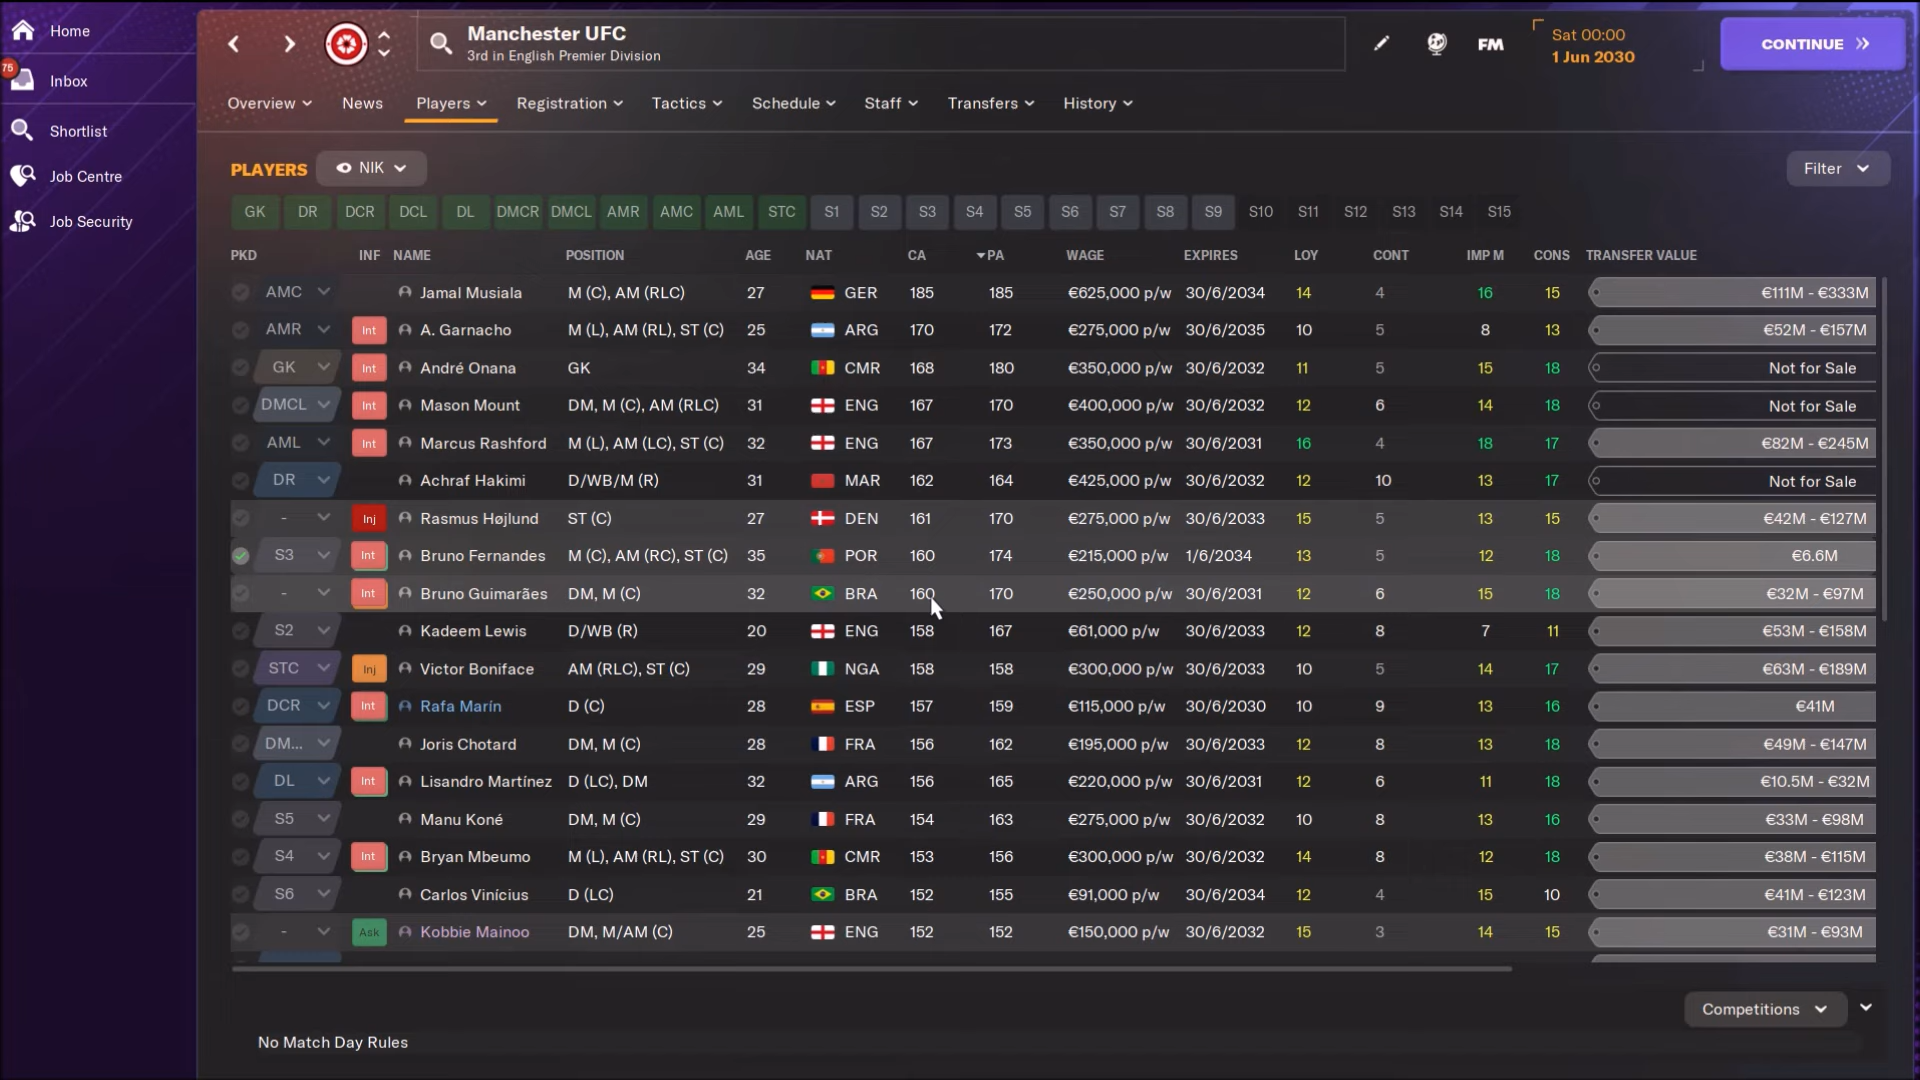 Home
75
Inbox
Shortlist
Job Centre
Job Security
Manchester UFC
3rd in English Premier Division
FM
Sat 00:00
1 Jun 2030
CONTINUE
Overview News Players Registration Tactics Schedule Staff Transfers History
PLAYERS NIK Filter
GK DR DCR DCL DL DMCR DMCL AMR AMC AML STC S1 S2 S3 S4 S5 S6 S7 S8 S9 S10 S11 S12 S13 S14 S15
PKD INF NAME POSITION AGE NAT CA PA WAGE EXPIRES LOY CONT IMP M CONS TRANSFER VALUE
AMC Jamal Musiala M (C), AM (RLC) 27 GER 185 185 €625,000 p/w 30/6/2034 14 4 16 15 €111M - €333M
AMR Int A. Garnacho M (L), AM (RL), ST (C) 25 ARG 170 172 €275,000 p/w 30/6/2035 10 5 8 13 €52M - €157M
GK Int André Onana GK 34 CMR 168 180 €350,000 p/w 30/6/2032 11 5 15 18 Not for Sale
DMCL Int Mason Mount DM, M (C), AM (RLC) 31 ENG 167 170 €400,000 p/w 30/6/2032 12 6 14 18 Not for Sale
AML Int Marcus Rashford M (L), AM (LC), ST (C) 32 ENG 167 173 €350,000 p/w 30/6/2031 16 4 18 17 €82M - €245M
DR Achraf Hakimi D/WB/M (R) 31 MAR 162 164 €425,000 p/w 30/6/2032 12 10 13 17 Not for Sale
- Inj Rasmus Højlund ST (C) 27 DEN 161 170 €275,000 p/w 30/6/2033 15 5 13 15 €42M - €127M
S3 Int Bruno Fernandes M (C), AM (RC), ST (C) 35 POR 160 174 €215,000 p/w 1/6/2034 13 5 12 18 €6.6M
- Int Bruno Guimarães DM, M (C) 32 BRA 160 170 €250,000 p/w 30/6/2031 12 6 15 18 €32M - €97M
S2 Kadeem Lewis D/WB (R) 20 ENG 158 167 €61,000 p/w 30/6/2033 12 8 7 11 €53M - €158M
STC Inj Victor Boniface AM (RLC), ST (C) 29 NGA 158 158 €300,000 p/w 30/6/2033 10 5 14 17 €63M - €189M
DCR Int Rafa Marín D (C) 28 ESP 157 159 €115,000 p/w 30/6/2030 10 9 13 16 €41M
DM... Joris Chotard DM, M (C) 28 FRA 156 162 €195,000 p/w 30/6/2033 12 8 13 18 €49M - €147M
DL Int Lisandro Martínez D (LC), DM 32 ARG 156 165 €220,000 p/w 30/6/2031 12 6 11 18 €10.5M - €32M
S5 Manu Koné DM, M (C) 29 FRA 154 163 €275,000 p/w 30/6/2032 10 8 13 16 €33M - €98M
S4 Int Bryan Mbeumo M (L), AM (RL), ST (C) 30 CMR 153 156 €300,000 p/w 30/6/2032 14 8 12 18 €38M - €115M
S6 Carlos Vinícius D (LC) 21 BRA 152 155 €91,000 p/w 30/6/2034 12 4 15 10 €41M - €123M
- Ask Kobbie Mainoo DM, M/AM (C) 25 ENG 152 152 €150,000 p/w 30/6/2032 15 3 14 15 €31M - €93M
Competitions
No Match Day Rules